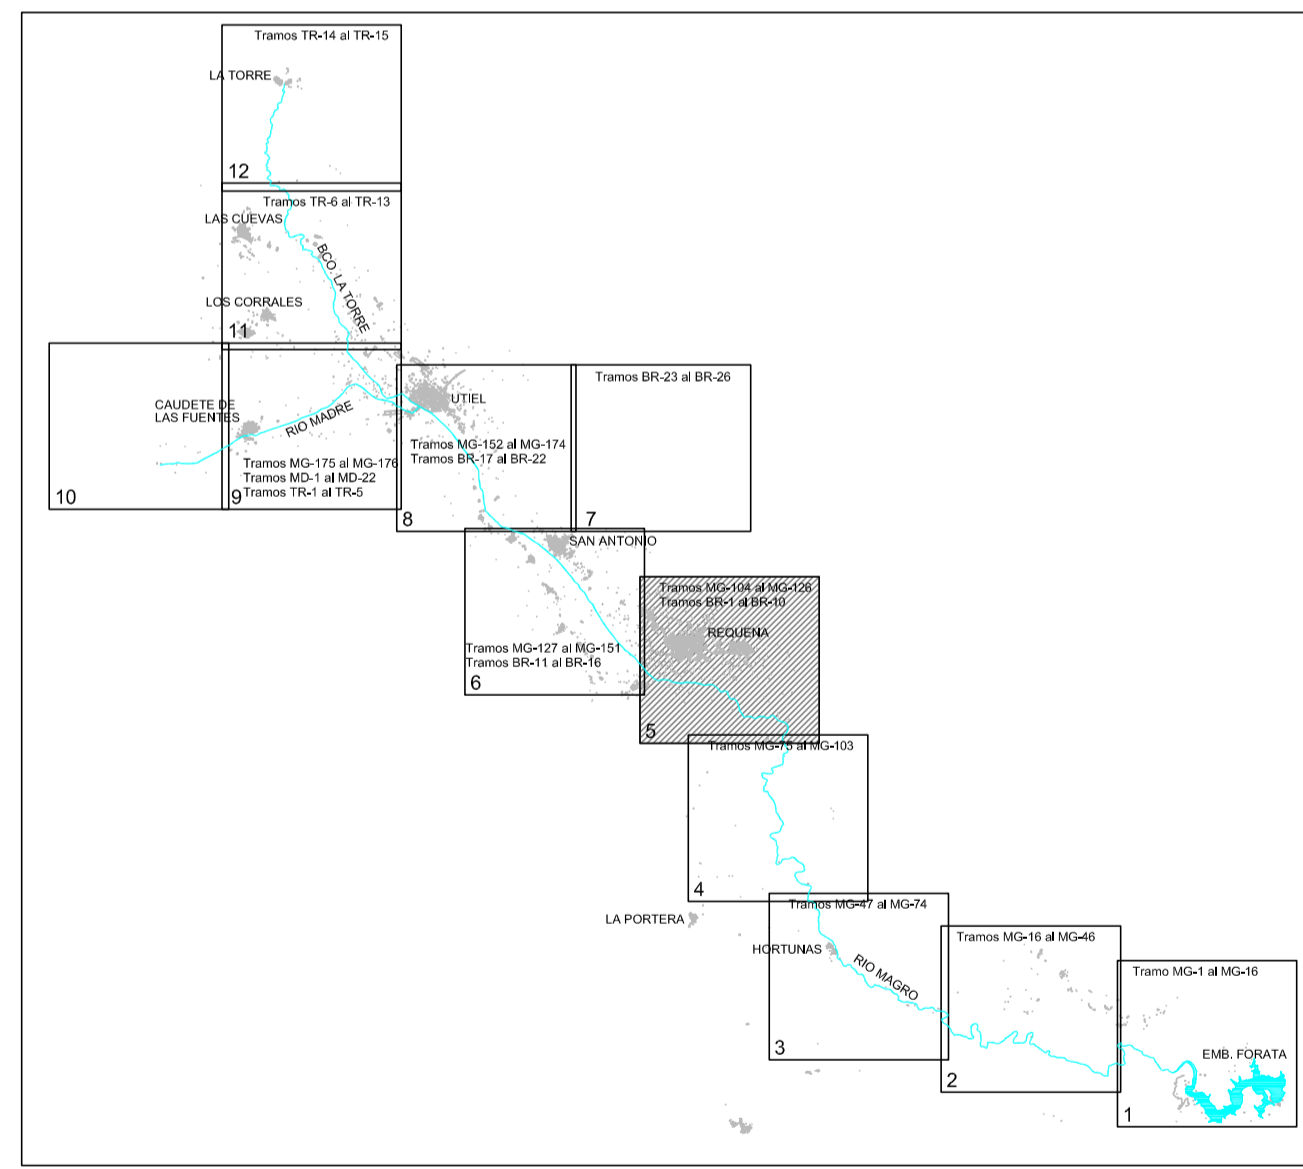 Tramos TR-14 al TR-15
LA TORRE
12
Tramos TR-6 al TR-13
LAS CUEVAS
BCO. LA TORRE
LOS CORRALES
11
Tramos BR-23 al BR-26
CAUDETE DE
LAS FUENTES
RIO MADRE
UTIEL
Tramos MG-152 al MG-174
Tramos BR-17 al BR-22
Tramos MG-175 al MG-176
Tramos MD-1 al MD-22
Tramos TR-1 al TR-5
10
9
8
7
SAN ANTONIO
Tramos MG-104 al MG-126
Tramos BR-1 al BR-10
REQUENA
Tramos MG-127 al MG-151
Tramos BR-11 al BR-16
6
5
Tramos MG-75 al MG-103
4
Tramos MG-47 al MG-74
LA PORTERA
HORTUNAS
RIO MAGRO
Tramos MG-16 al MG-46
Tramo MG-1 al MG-16
3
EMB. FORATA
2
1